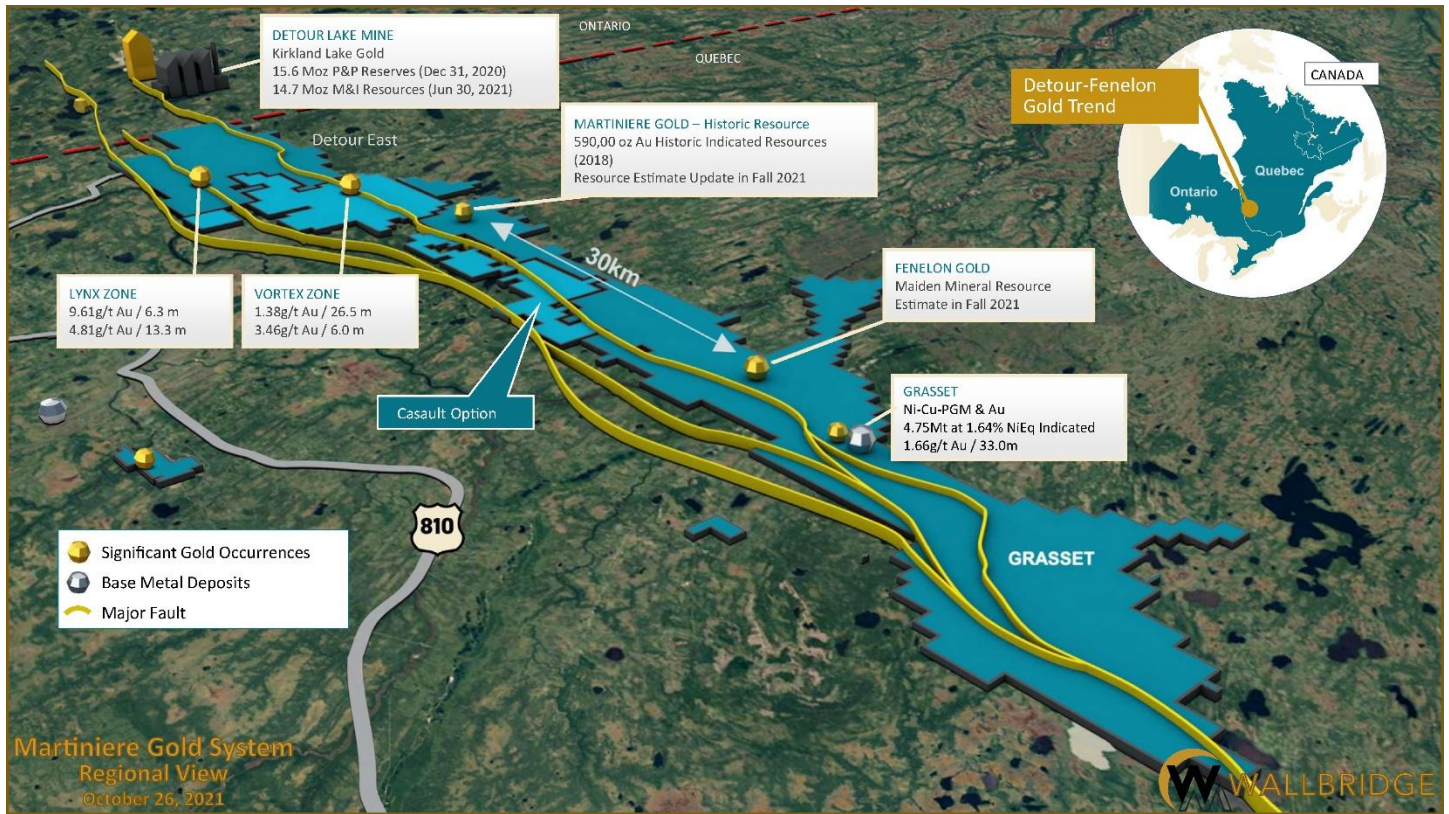 ONTARIO
QUEBEC
DETOUR LAKE MINE
Kirkland Lake Gold
15.6 Moz P&P Reserves (Dec 31, 2020)
14.7 Moz M&I Resources (Jun 30, 2021)
CANADA
Detour-Fenelon
Gold Trend
Quebec
Ontario
Detour East
MARTINIERE GOLD – Historic Resource
590,00 oz Au Historic Indicated Resources
(2018)
Resource Estimate Update in Fall 2021
30km
LYNX ZONE
9.61g/t Au / 6.3 m
4.81g/t Au / 13.3 m
VORTEX ZONE
1.38g/t Au / 26.5 m
3.46g/t Au / 6.0 m
FENELON GOLD
Maiden Mineral Resource
Estimate in Fall 2021
Casault Option
GRASSET
Ni-Cu-PGM & Au
4.75Mt at 1.64% NiEq Indicated
1.66g/t Au / 33.0m
810
Significant Gold Occurrences
Base Metal Deposits
Major Fault
GRASSET
Martiniere Gold System
Regional View
October 26, 2021
WALLBRIDGE